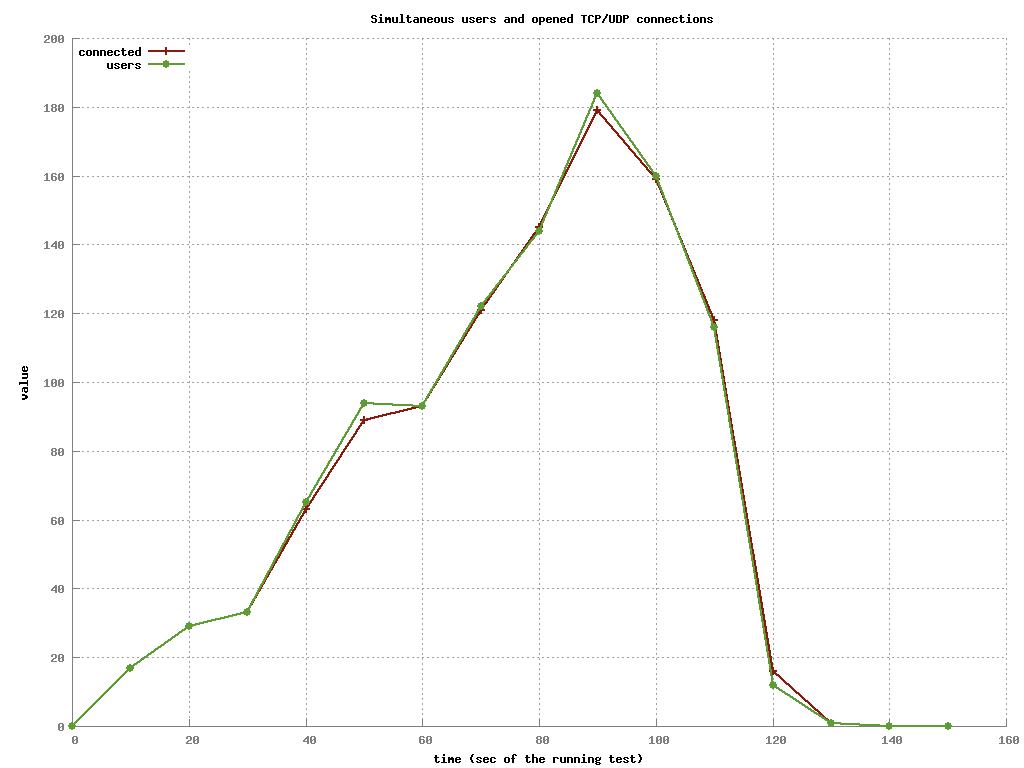 Simultaneous users and opened TCP/UDP connections
200
connected
users
180
160
140
120
100
value
80
60
40
20
0
0 20 40 60 80 100 120 140 160
time (sec of the running test)